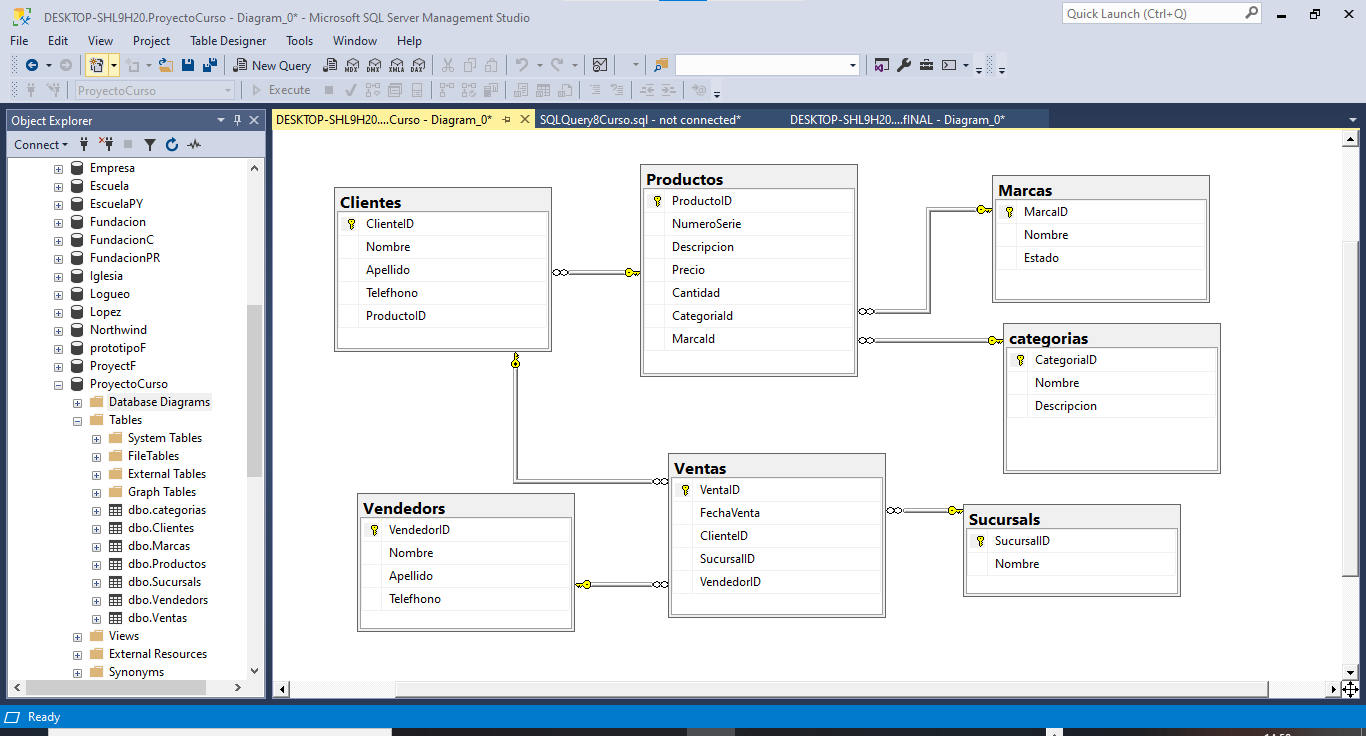 DESKTOP-SHL9H20.ProyectoCurso - Diagram_0* - Microsoft SQL Server Management Studio
Quick Launch (Ctrl+Q)
File Edit View Project Table Designer Tools Window Help
New Query
MDX DMX XMLA DAX
ProyectoCurso
Execute
Object Explorer
Connect
Empresa
Escuela
EscuelaPY
Fundacion
FundacionC
FundacionPR
Iglesia
Logueo
Lopez
Northwind
prototipoF
ProyectF
ProyectoCurso
Database Diagrams
Tables
System Tables
FileTables
External Tables
Graph Tables
dbo.categorias
dbo.Clientes
dbo.Marcas
dbo.Productos
dbo.Sucursals
dbo.Vendedors
dbo.Ventas
Views
External Resources
Synonyms
DESKTOP-SHL9H20....Curso - Diagram_0*
SQLQuery8Curso.sql - not connected*
DESKTOP-SHL9H20....fINAL - Diagram_0*
Clientes
ClienteID
Nombre
Apellido
Telefhono
ProductoID
Productos
ProductoID
NumeroSerie
Descripcion
Precio
Cantidad
CategoriaId
MarcaId
Marcas
MarcaID
Nombre
Estado
categorias
CategoriaID
Nombre
Descripcion
Vendedors
VendedorID
Nombre
Apellido
Telefhono
Ventas
VentaID
FechaVenta
ClienteID
SucursalID
VendedorID
Sucursals
SucursalID
Nombre
Ready